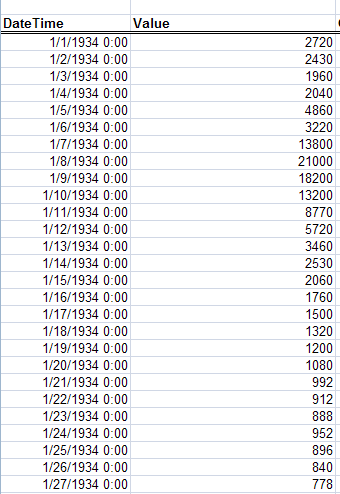 DateTime Value
1/1/1934 0:00 2720
1/2/1934 0:00 2430
1/3/1934 0:00 1960
1/4/1934 0:00 2040
1/5/1934 0:00 4860
1/6/1934 0:00 3220
1/7/1934 0:00 13800
1/8/1934 0:00 21000
1/9/1934 0:00 18200
1/10/1934 0:00 13200
1/11/1934 0:00 8770
1/12/1934 0:00 5720
1/13/1934 0:00 3460
1/14/1934 0:00 2530
1/15/1934 0:00 2060
1/16/1934 0:00 1760
1/17/1934 0:00 1500
1/18/1934 0:00 1320
1/19/1934 0:00 1200
1/20/1934 0:00 1080
1/21/1934 0:00 992
1/22/1934 0:00 912
1/23/1934 0:00 888
1/24/1934 0:00 952
1/25/1934 0:00 896
1/26/1934 0:00 840
1/27/1934 0:00 778